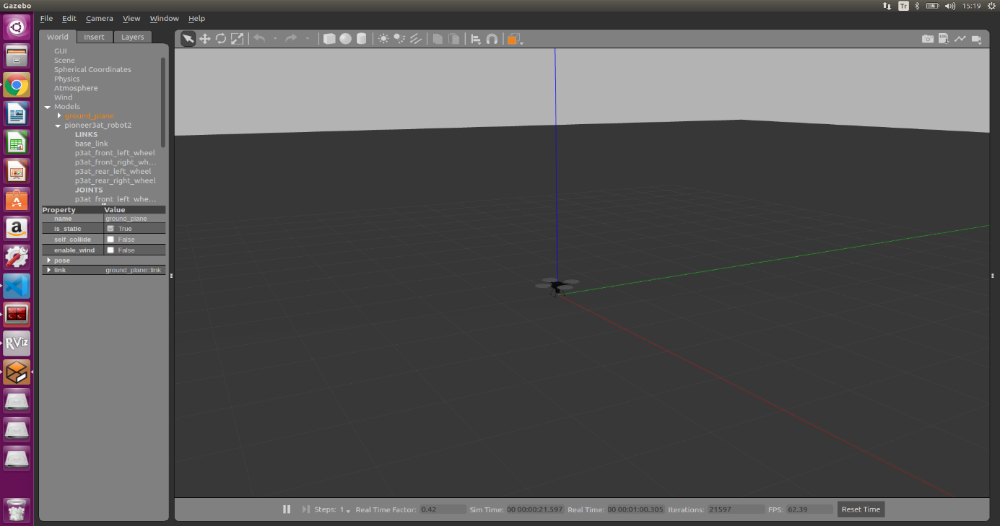 Gazebo
Tr
15:19
File Edit Camera View Window Help
World Insert Layers
GUI
Scene
Spherical Coordinates
Physics
Atmosphere
Wind
Models
ground_plane
pioneer3at_robot2
LINKS
base_link
p3at_front_left_wheel
p3at_front_right_wh...
p3at_rear_left_wheel
p3at_rear_right_wheel
JOINTS
p3at_front_left_whe...
Property Value
name ground_plane
is_static True
self_collide False
enable_wind False
pose
link ground_plane::link
LOG
a
RViz
Steps: 1 Real Time Factor: 0.42 Sim Time: 00 00:00:21.597 Real Time: 00 00:01:00.305 Iterations: 21597 FPS: 62.39 Reset Time